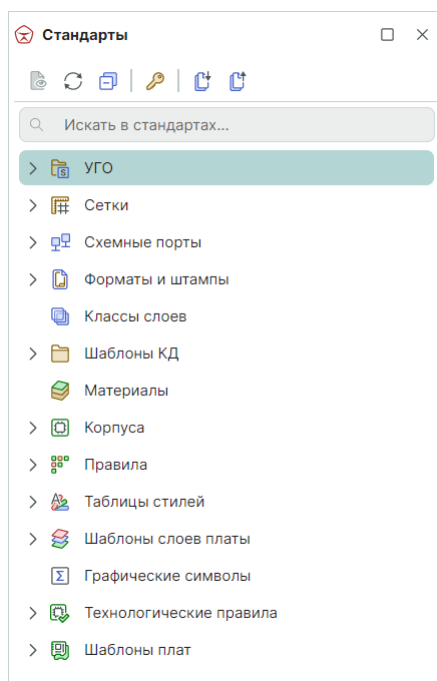 Стандарты
Искать в стандартах...
УГО
Сетки
Схемные порты
Форматы и штампы
Классы слоев
Шаблоны КД
Материалы
Корпуса
Правила
Таблицы стилей
Шаблоны слоев платы
Графические символы
Технологические правила
Шаблоны плат